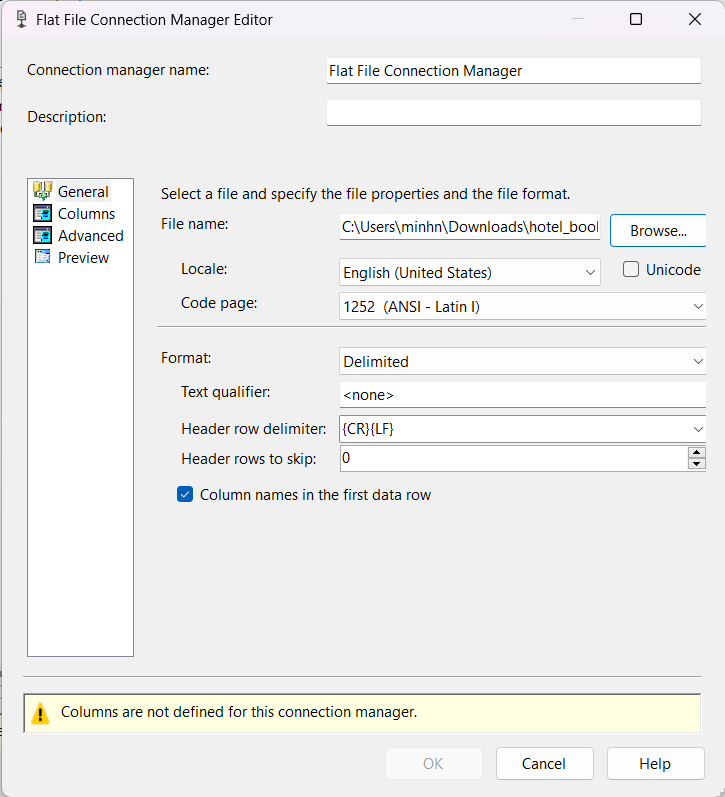 Flat File Connection Manager Editor
Connection manager name:
Flat File Connection Manager
Description:
General
Columns
Advanced
Preview
Select a file and specify the file properties and the file format.
File name:
C:\Users\minhn\Downloads\hotel_bool
Browse...
Locale:
English (United States)
Unicode
Code page:
1252 (ANSI - Latin I)
Format:
Delimited
Text qualifier:
<none>
Header row delimiter:
{CR}{LF}
Header rows to skip:
0
Column names in the first data row
Columns are not defined for this connection manager.
OK
Cancel
Help